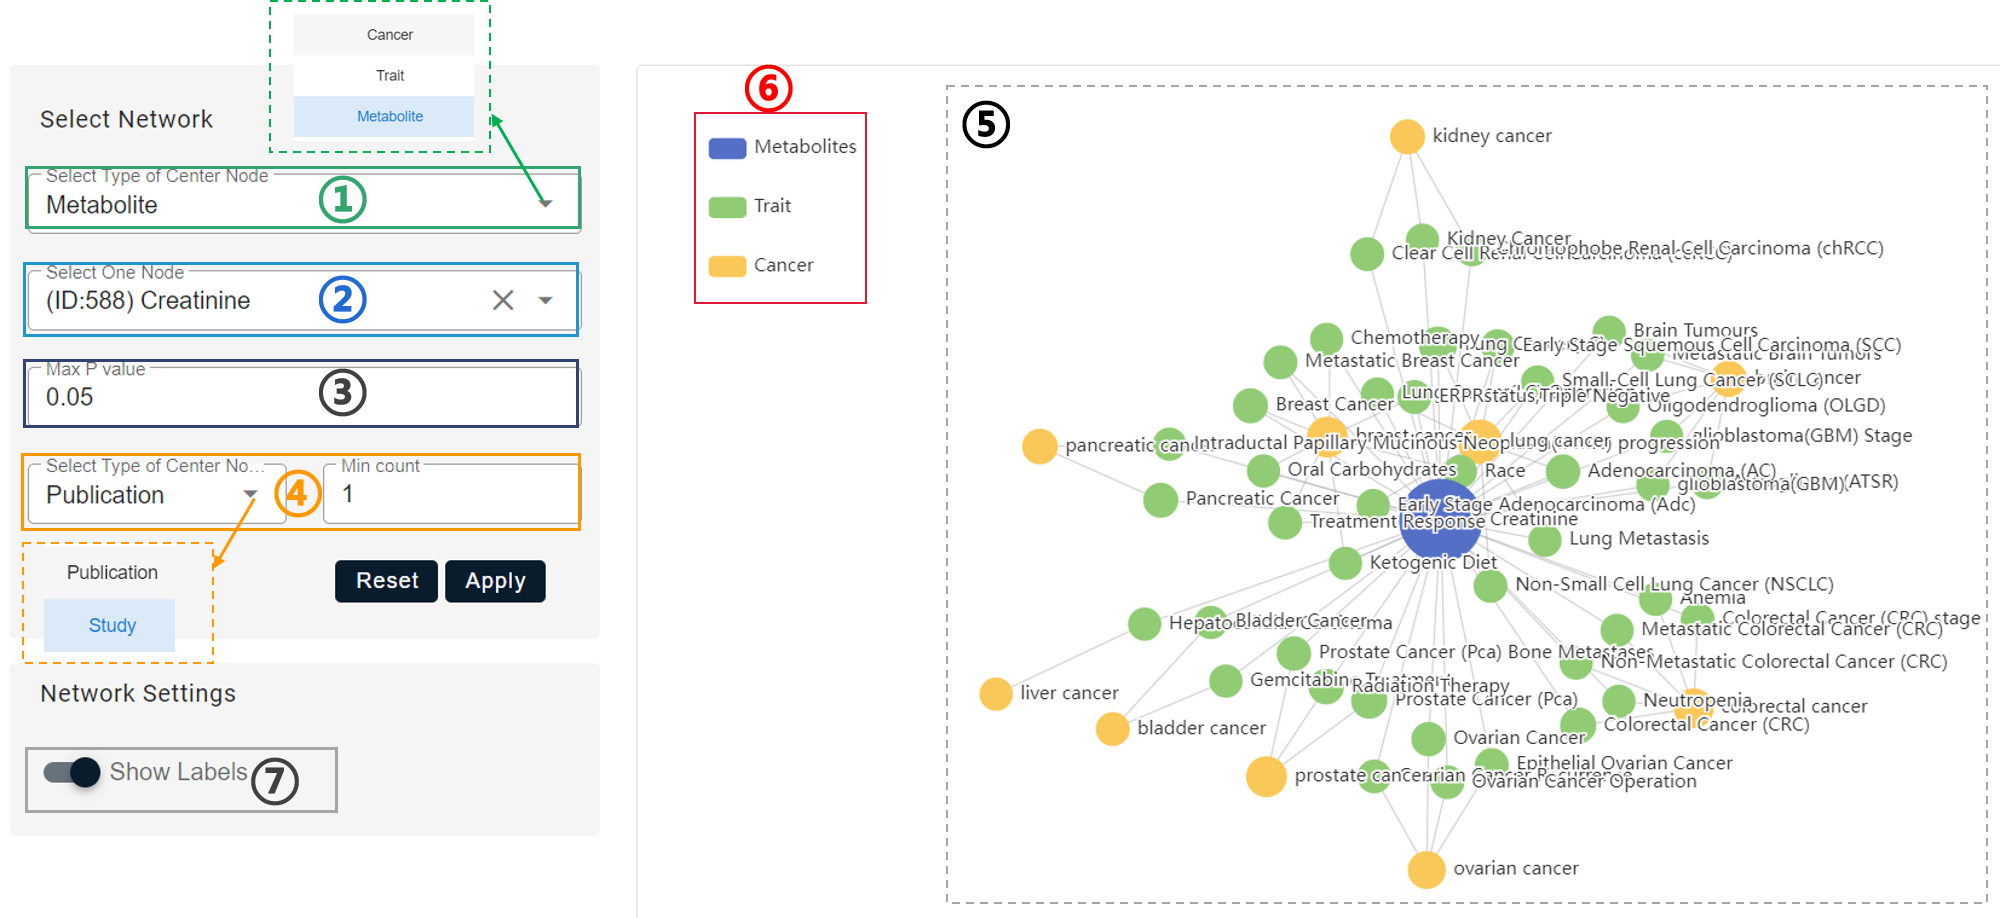 Cancer
Trait
Metabolite
Select Network
Select Type of Center Node
Metabolite
①
Select One Node
(ID:588) Creatinine
②
Max P value
0.05
③
Select Type of Center No...
Publication
④
Min count
1
Publication
Study
Reset
Apply
Network Settings
Show Labels
⑦
⑥
Metabolites
Trait
Cancer
⑤
kidney cancer
Kidney Cancer
Chromophobe Renal Cell Carcinoma (chRCC)
Clear Cell Renal Cell Carcinoma (ccRCC)
Brain Tumours
Chemotherapy
Lung
Early Stage Squemous Cell Carcinoma (SCC)
Metastatic Brain Tumors
Metastatic Breast Cancer
Small-Cell Lung Cancer (SCLC)
cancer
Lung
ERPRstatus,Triple Negative
Breast Cancer
Oligodendroglioma (OLGD)
breast cancer
lung cancer
progression
glioblastoma(GBM) Stage
pancreatic cancer
Intraductal Papillary Mucinous Neoplasm
Oral Carbohydrates
Race
Adenocarcinoma (AC)
glioblastoma(GBM)
(ATSR)
Pancreatic Cancer
Early Stage Adenocarcinoma (Adc)
Treatment Response
Creatinine
Lung Metastasis
Ketogenic Diet
Non-Small Cell Lung Cancer (NSCLC)
Anemia
Hepatocellular Carcinoma
Bladder Cancer
Colorectal Cancer (CRC) stage
Metastatic Colorectal Cancer (CRC)
Prostate Cancer (Pca) Bone Metastases
Non-Metastatic Colorectal Cancer (CRC)
Gemcitabine Treatment
Radiation Therapy
liver cancer
Prostate Cancer (Pca)
Neutropenia
colorectal cancer
bladder cancer
Colorectal Cancer (CRC)
Ovarian Cancer
Epithelial Ovarian Cancer
prostate cancer
Ovarian Cancer Recurrence
Ovarian Cancer Operation
ovarian cancer